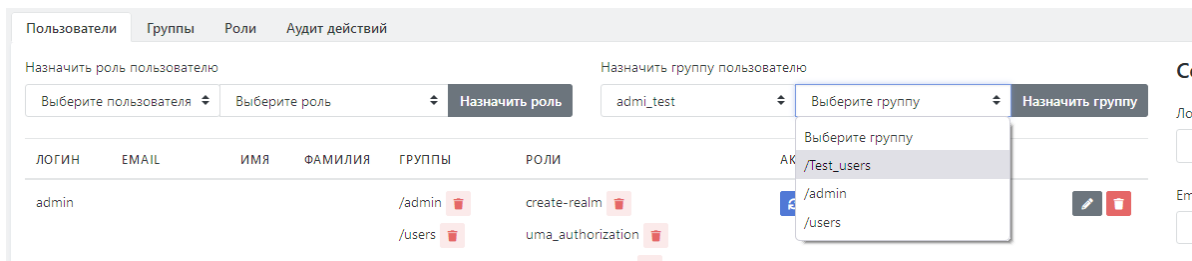 Пользователи Группы Роли Аудит действий
Назначить роль пользователю Назначить группу пользователю
Выберите пользователя Выберите роль Назначить роль admi_test Выберите группу Назначить группу
Выберите группу
ЛОГИН EMAIL ИМЯ ФАМИЛИЯ ГРУППЫ РОЛИ
/Test_users
admin /admin create-realm /admin
/users uma_authorization /users